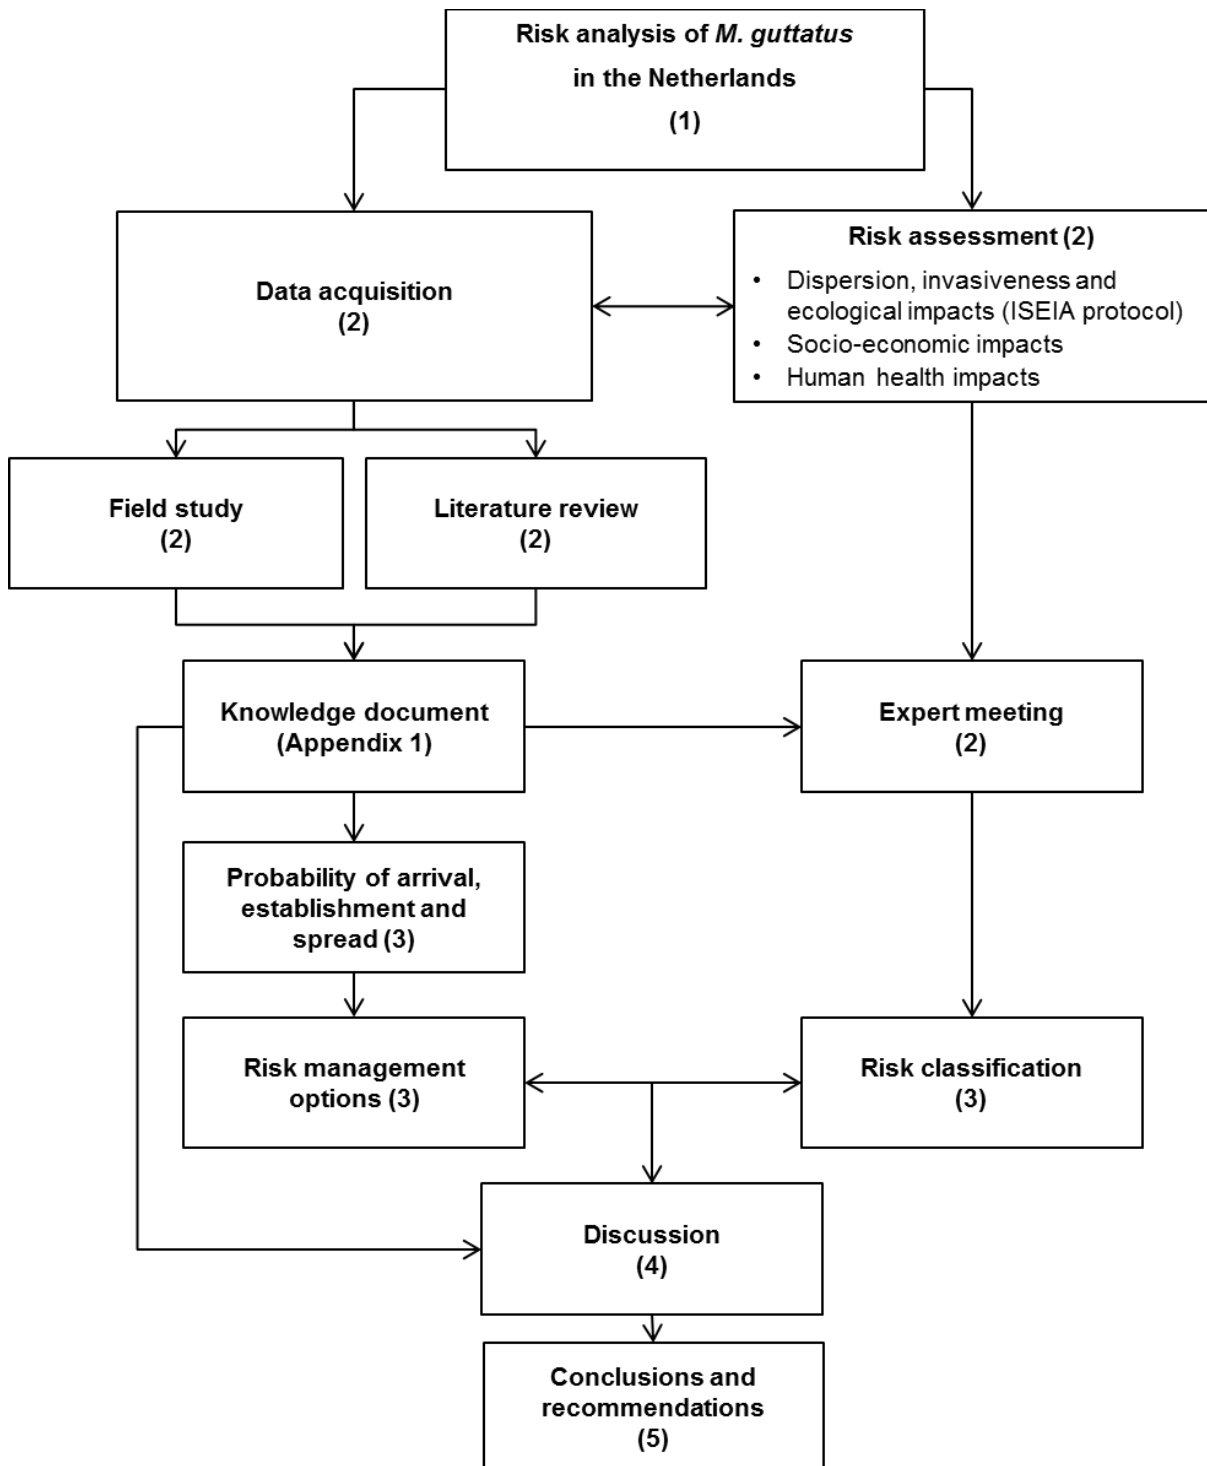 Risk analysis of M. guttatus
in the Netherlands
(1)
Data acquisition
(2)
Risk assessment (2)
• Dispersion, invasiveness and
ecological impacts (ISEIA protocol)
• Socio-economic impacts
• Human health impacts
Field study
(2)
Literature review
(2)
Knowledge document
(Appendix 1)
Expert meeting
(2)
Probability of arrival,
establishment and
spread (3)
Risk management
options (3)
Risk classification
(3)
Discussion
(4)
Conclusions and
recommendations
(5)